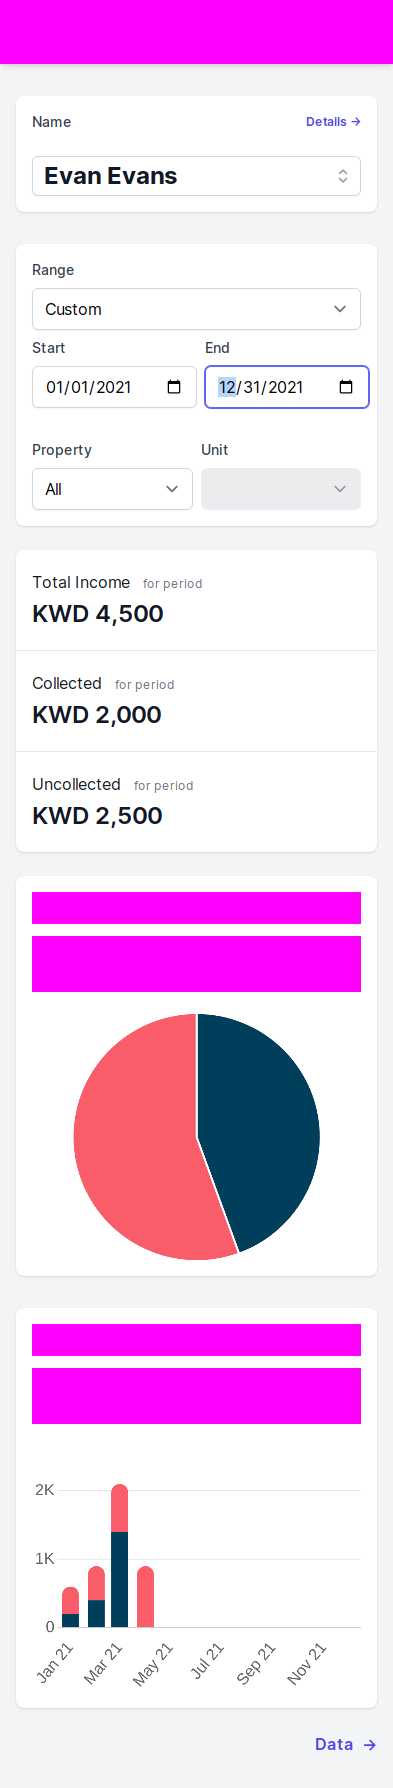 Name
Details →
Evan Evans
Range
Custom
Start
End
01/01/2021
12/31/2021
Property
Unit
All
Total Income for period
KWD 4,500
Collected for period
KWD 2,000
Uncollected for period
KWD 2,500
2K
1K
0
Jan 21
Mar 21
May 21
Jul 21
Sep 21
Nov 21
Data →